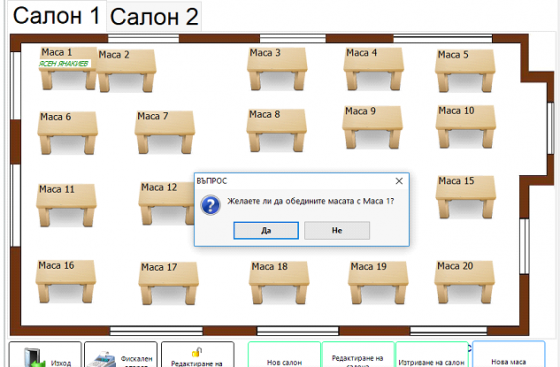 Салон 1 Салон 2
Маса 1 Маса 2 Маса 3 Маса 4 Маса 5
ЯСЕН ЯНАКИЕВ
Маса 6 Маса 7 Маса 8 Маса 9 Маса 10
ВЪПРОС
Маса 11 Маса 12 Маса 15
Желаете ли да обедините масата с Маса 1?
Да Не
Маса 16 Маса 17 Маса 18 Маса 19 Маса 20
Изход Фискален Редактиране на Нов салон Редактиране на Изтриване на салон Нова маса